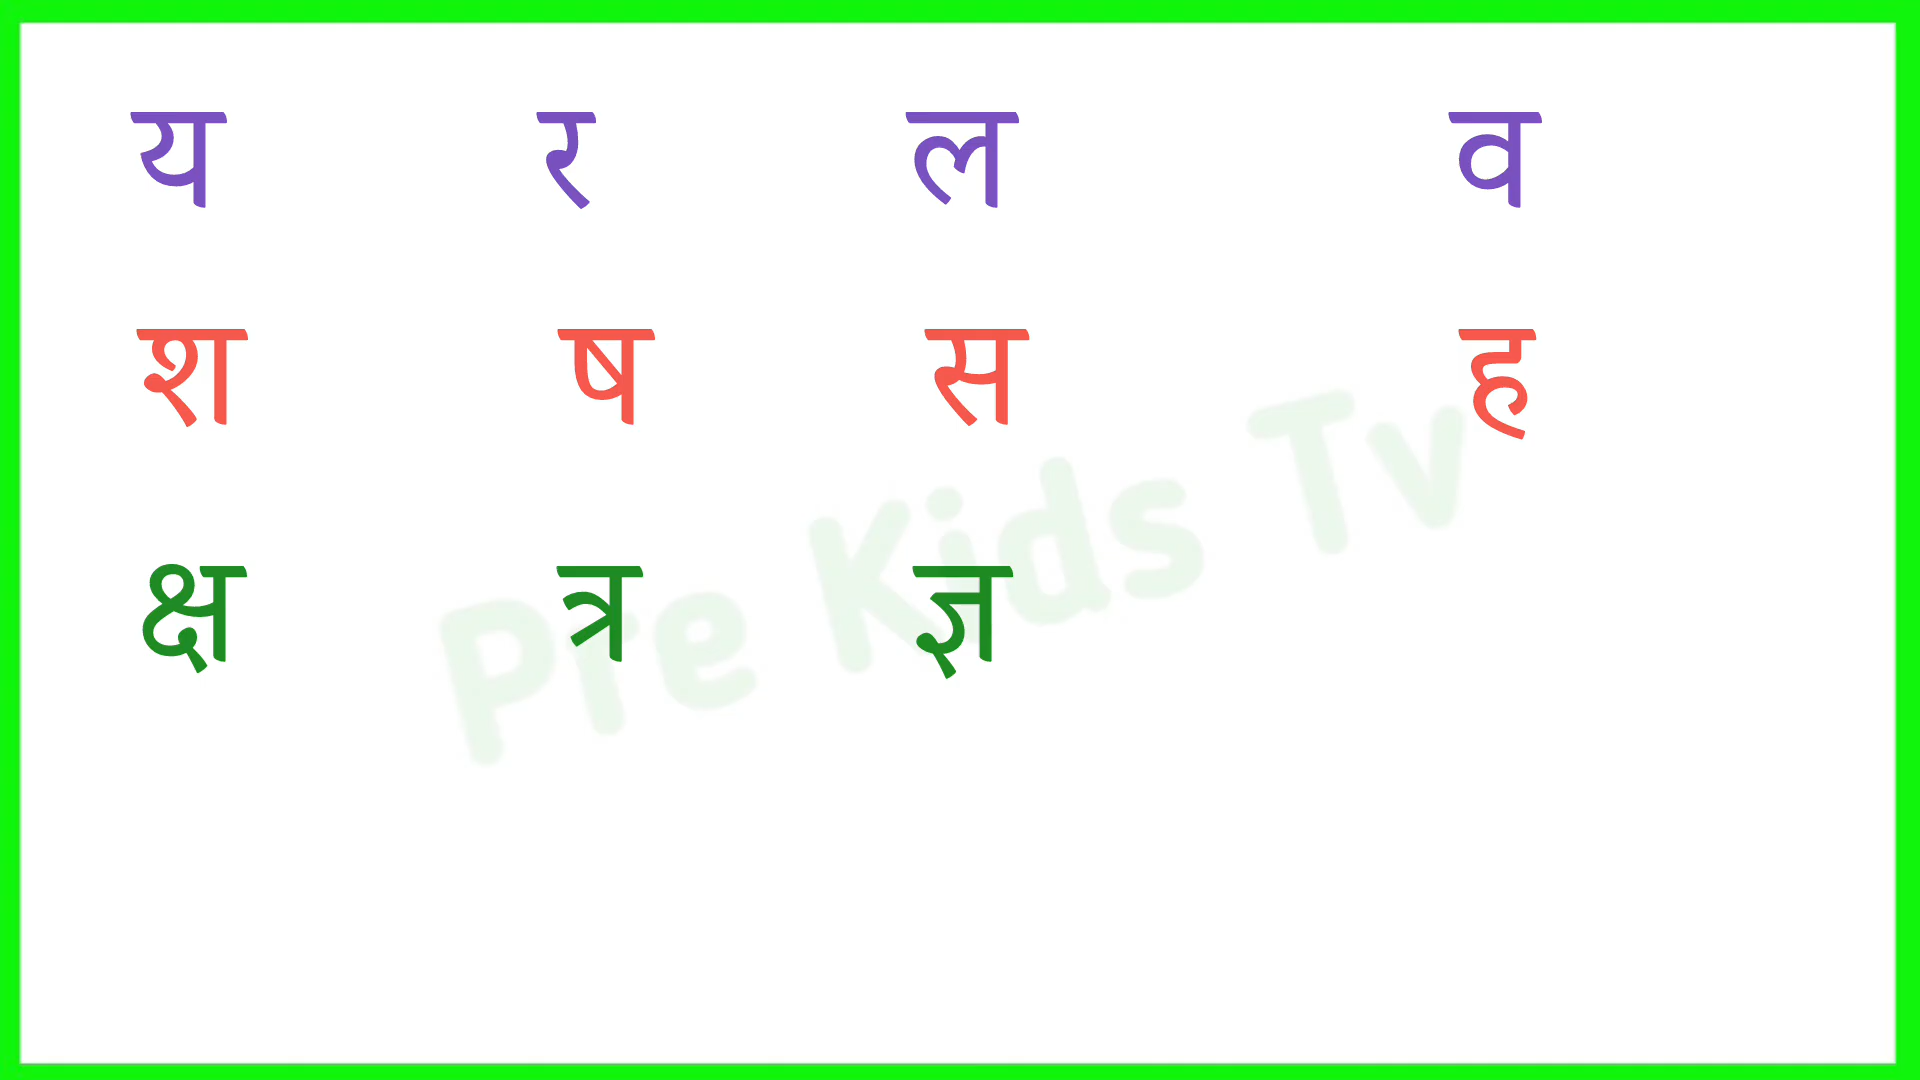 य र ल व
श ष स ह
Pre Kids Tv
क्ष त्र ज्ञ